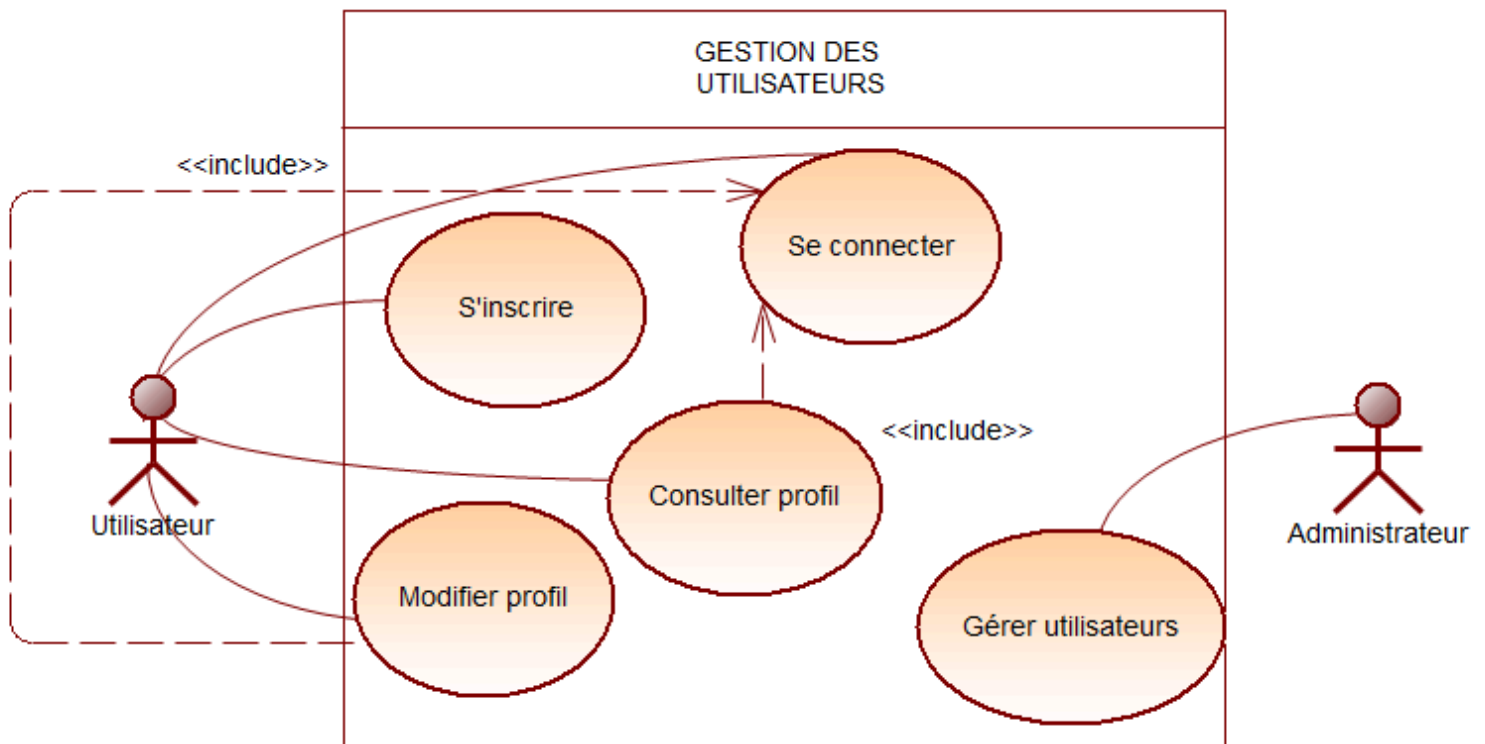 GESTION DES
UTILISATEURS
<<include>>
Se connecter
S'inscrire
<<include>>
Consulter profil
Utilisateur
Administrateur
Modifier profil
Gérer utilisateurs